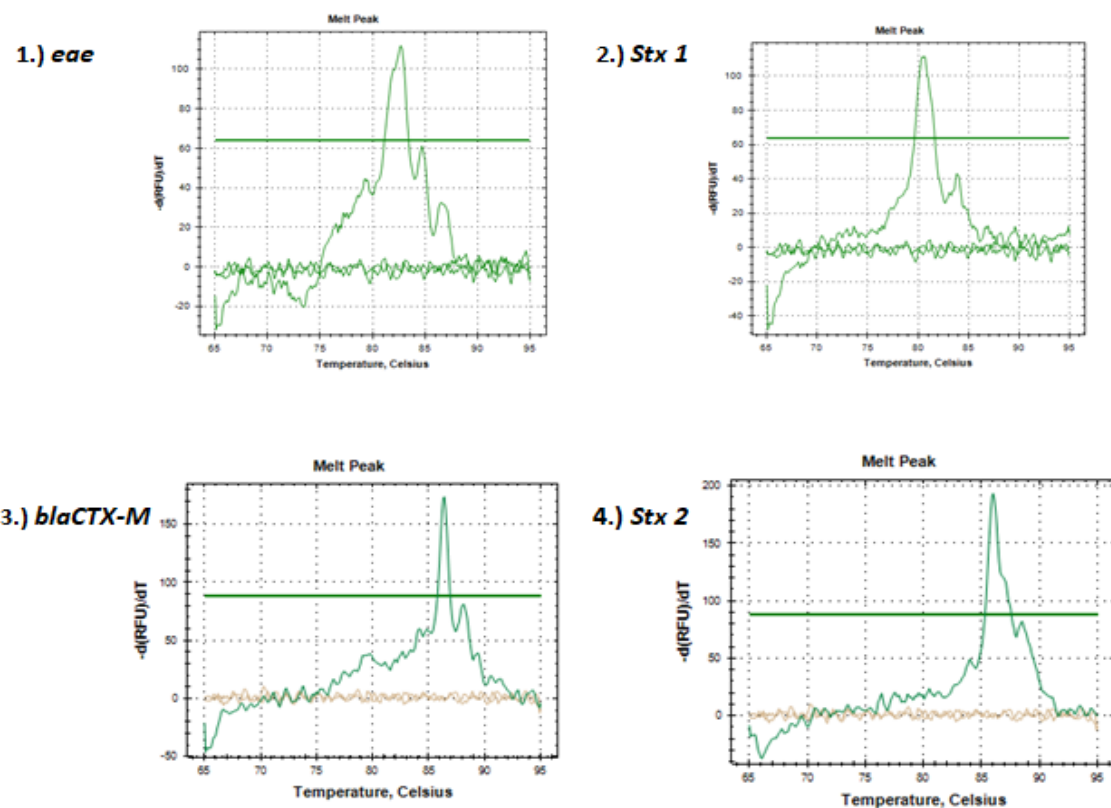 1.) eae
Melt Peak
-d(RFU)/dT
100
80
60
40
20
0
-20
65 70 75 80 85 90 95
Temperature, Celsius
2.) Stx 1
Melt Peak
-d(RFU)/dT
100
80
60
40
20
0
-20
-40
65 70 75 80 85 90 95
Temperature, Celsius
3.) blaCTX-M
Melt Peak
-d(RFU)/dT
150
100
50
0
-50
65 70 75 80 85 90 95
Temperature, Celsius
4.) Stx 2
Melt Peak
-d(RFU)/dT
200
150
100
50
0
65 70 75 80 85 90 95
Temperature, Celsius